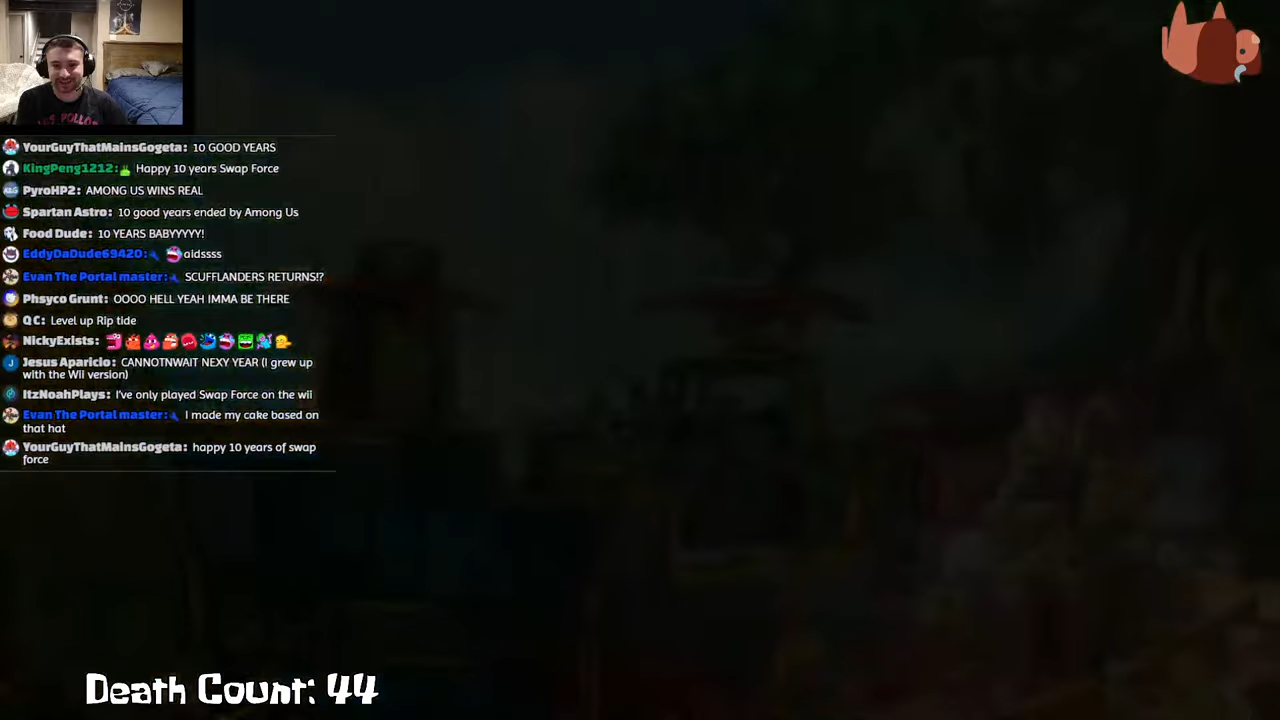 YourGuyThatMainsGogeta: 10 GOOD YEARS
KingPeng1212: Happy 10 years Swap Force
PyroHP2: AMONG US WINS REAL
Spartan Astro: 10 good years ended by Among Us
Food Dude: 10 YEARS BABYYYYY!
EddyDaDude69420: aidssss
Evan The Portal master: SCUFFLANDERS RETURNS!?
Phsyco Grunt: OOOO HELL YEAH IMMA BE THERE
QC: Level up Rip tide
NickyExists:
Jesus Aparicio: CANNOTNWAIT NEXY YEAR (I grew
up with the Wii version)
ItzNoahPlays: I've only played Swap Force on the wii
Evan The Portal master: I made my cake based on
that hat
YourGuyThatMainsGogeta: happy 10 years of swap
force
Death Count: 44